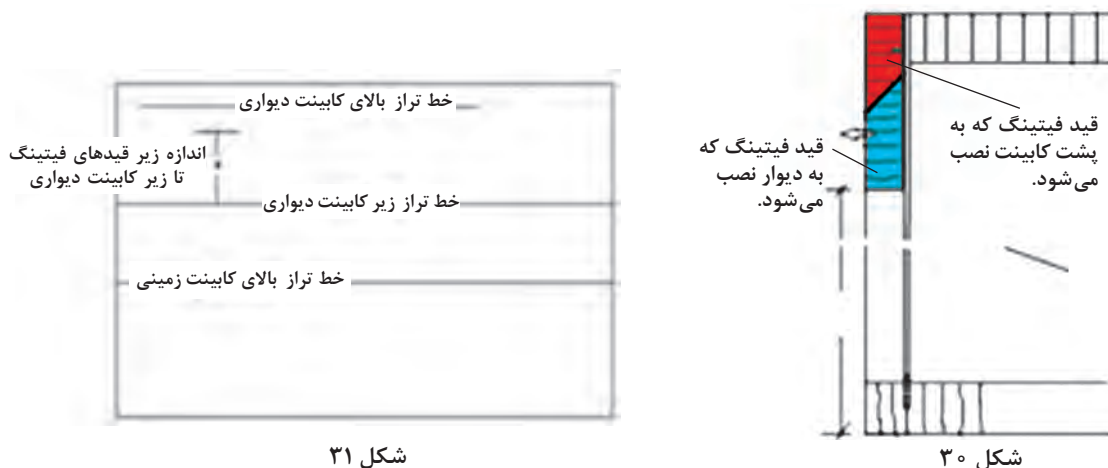 قید فیتینگ که به
پشت کابینت نصب
می‌شود.
قید فیتینگ که
به دیوار نصب
می‌شود.
شکل ۳۰
خط تراز بالای کابینت دیواری
اندازه زیر قیدهای فیتینگ
تا زیر کابینت دیواری
خط تراز زیر کابینت دیواری
خط تراز بالای کابینت زمینی
شکل ۳۱